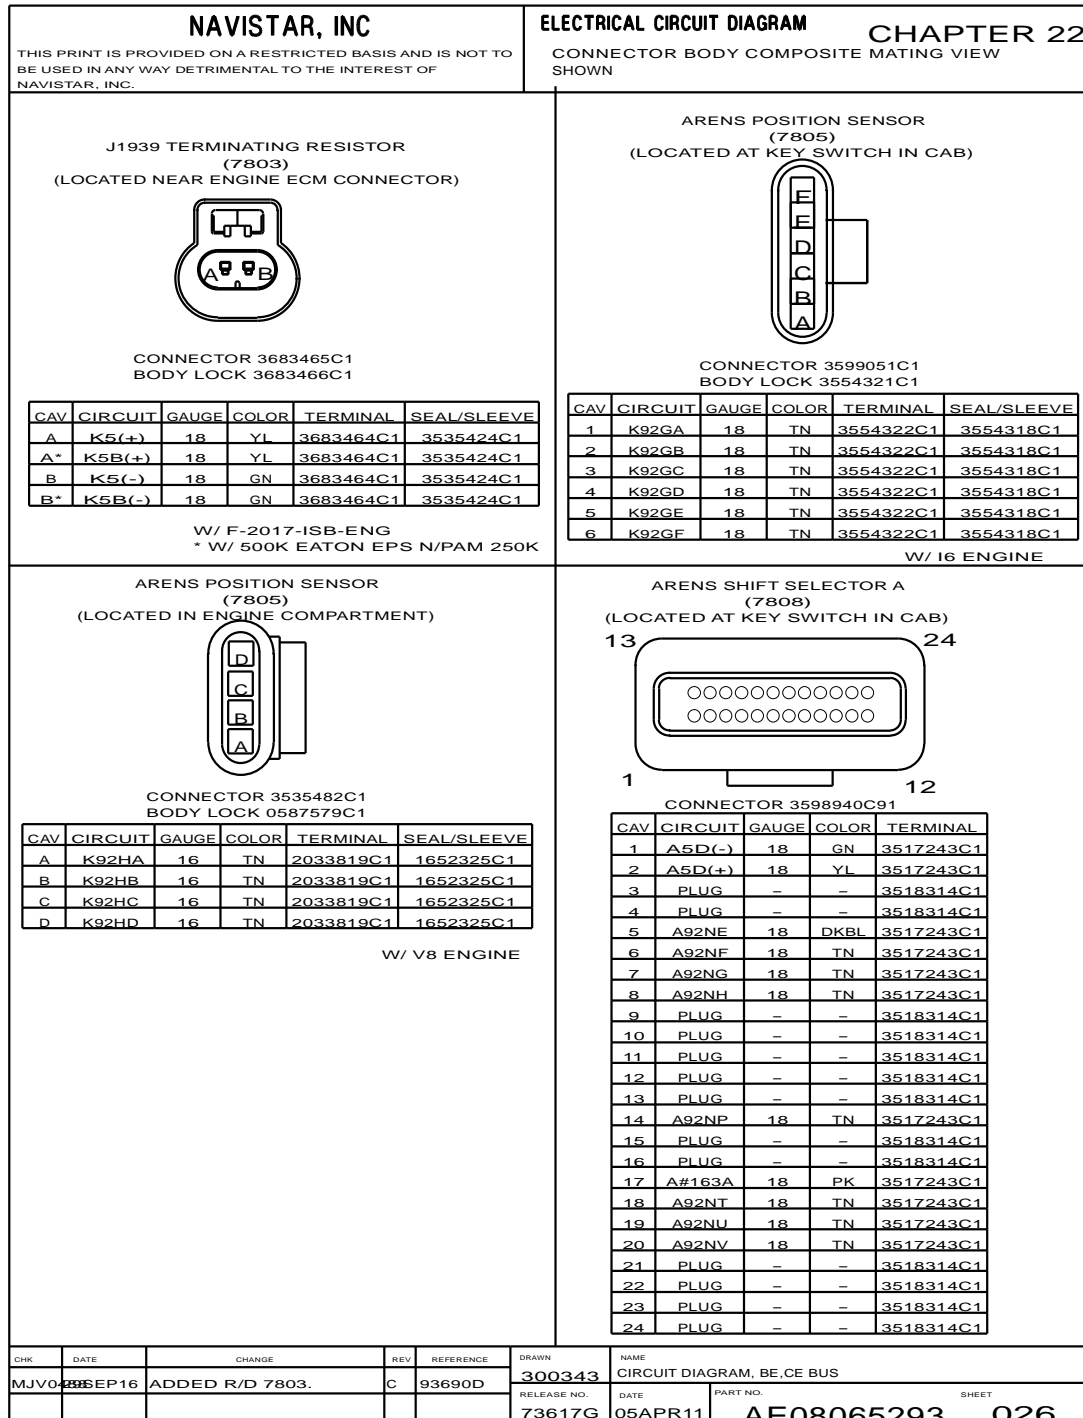 NAVISTAR, INC
THIS PRINT IS PROVIDED ON A RESTRICTED BASIS AND IS NOT TO
BE USED IN ANY WAY DETRIMENTAL TO THE INTEREST OF
NAVISTAR, INC.
ELECTRICAL CIRCUIT DIAGRAM
CHAPTER 22
CONNECTOR BODY COMPOSITE MATING VIEW
SHOWN
J1939 TERMINATING RESISTOR
(7803)
(LOCATED NEAR ENGINE ECM CONNECTOR)
A B
CONNECTOR 3683465C1
BODY LOCK 3683466C1
CAV CIRCUIT GAUGE COLOR TERMINAL SEAL/SLEEVE
A K5(+) 18 YL 3683464C1 3535424C1
A* K5B(+) 18 YL 3683464C1 3535424C1
B K5(-) 18 GN 3683464C1 3535424C1
B* K5B(-) 18 GN 3683464C1 3535424C1
W/ F-2017-ISB-ENG
* W/ 500K EATON EPS N/PAM 250K
ARENS POSITION SENSOR
(7805)
(LOCATED AT KEY SWITCH IN CAB)
F
E
D
C
B
A
CONNECTOR 3599051C1
BODY LOCK 3554321C1
CAV CIRCUIT GAUGE COLOR TERMINAL SEAL/SLEEVE
1 K92GA 18 TN 3554322C1 3554318C1
2 K92GB 18 TN 3554322C1 3554318C1
3 K92GC 18 TN 3554322C1 3554318C1
4 K92GD 18 TN 3554322C1 3554318C1
5 K92GE 18 TN 3554322C1 3554318C1
6 K92GF 18 TN 3554322C1 3554318C1
W/ I6 ENGINE
ARENS POSITION SENSOR
(7805)
(LOCATED IN ENGINE COMPARTMENT)
D
C
B
A
CONNECTOR 3535482C1
BODY LOCK 0587579C1
CAV CIRCUIT GAUGE COLOR TERMINAL SEAL/SLEEVE
A K92HA 16 TN 2033819C1 1652325C1
B K92HB 16 TN 2033819C1 1652325C1
C K92HC 16 TN 2033819C1 1652325C1
D K92HD 16 TN 2033819C1 1652325C1
W/ V8 ENGINE
ARENS SHIFT SELECTOR A
(7808)
(LOCATED AT KEY SWITCH IN CAB)
13 24
1 12
CONNECTOR 3598940C91
CAV CIRCUIT GAUGE COLOR TERMINAL
1 A5D(-) 18 GN 3517243C1
2 A5D(+) 18 YL 3517243C1
3 PLUG – – 3518314C1
4 PLUG – – 3518314C1
5 A92NE 18 DKBL 3517243C1
6 A92NF 18 TN 3517243C1
7 A92NG 18 TN 3517243C1
8 A92NH 18 TN 3517243C1
9 PLUG – – 3518314C1
10 PLUG – – 3518314C1
11 PLUG – – 3518314C1
12 PLUG – – 3518314C1
13 PLUG – – 3518314C1
14 A92NP 18 TN 3517243C1
15 PLUG – – 3518314C1
16 PLUG – – 3518314C1
17 A#163A 18 PK 3517243C1
18 A92NT 18 TN 3517243C1
19 A92NU 18 TN 3517243C1
20 A92NV 18 TN 3517243C1
21 PLUG – – 3518314C1
22 PLUG – – 3518314C1
23 PLUG – – 3518314C1
24 PLUG – – 3518314C1
CHK DATE CHANGE REV REFERENCE
ADDED R/D 7803. C 93690D
DRAWN
300343
NAME
CIRCUIT DIAGRAM, BE,CE BUS
RELEASE NO.
73617G
DATE
05APR11
PART NO.
AE08065293
SHEET
026